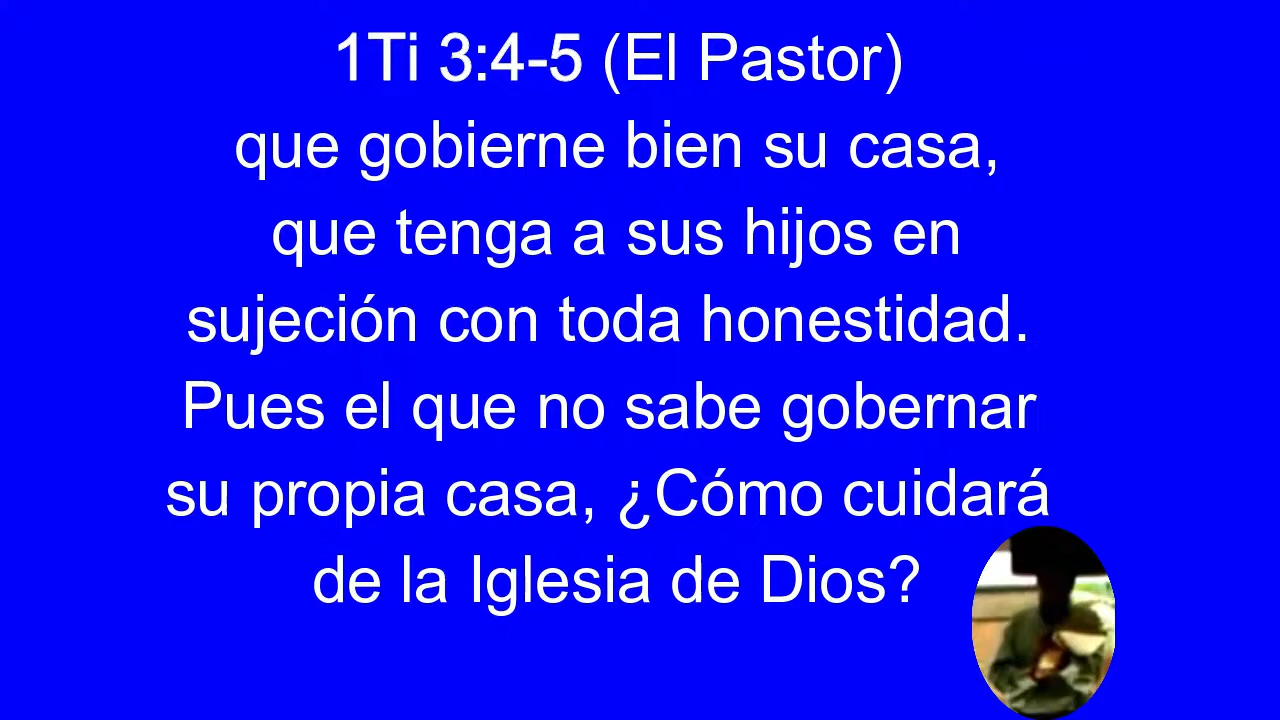 1Ti 3:4-5 (El Pastor)
que gobierne bien su casa,
que tenga a sus hijos en
sujeción con toda honestidad.
Pues el que no sabe gobernar
su propia casa, ¿Cómo cuidará
de la Iglesia de Dios?